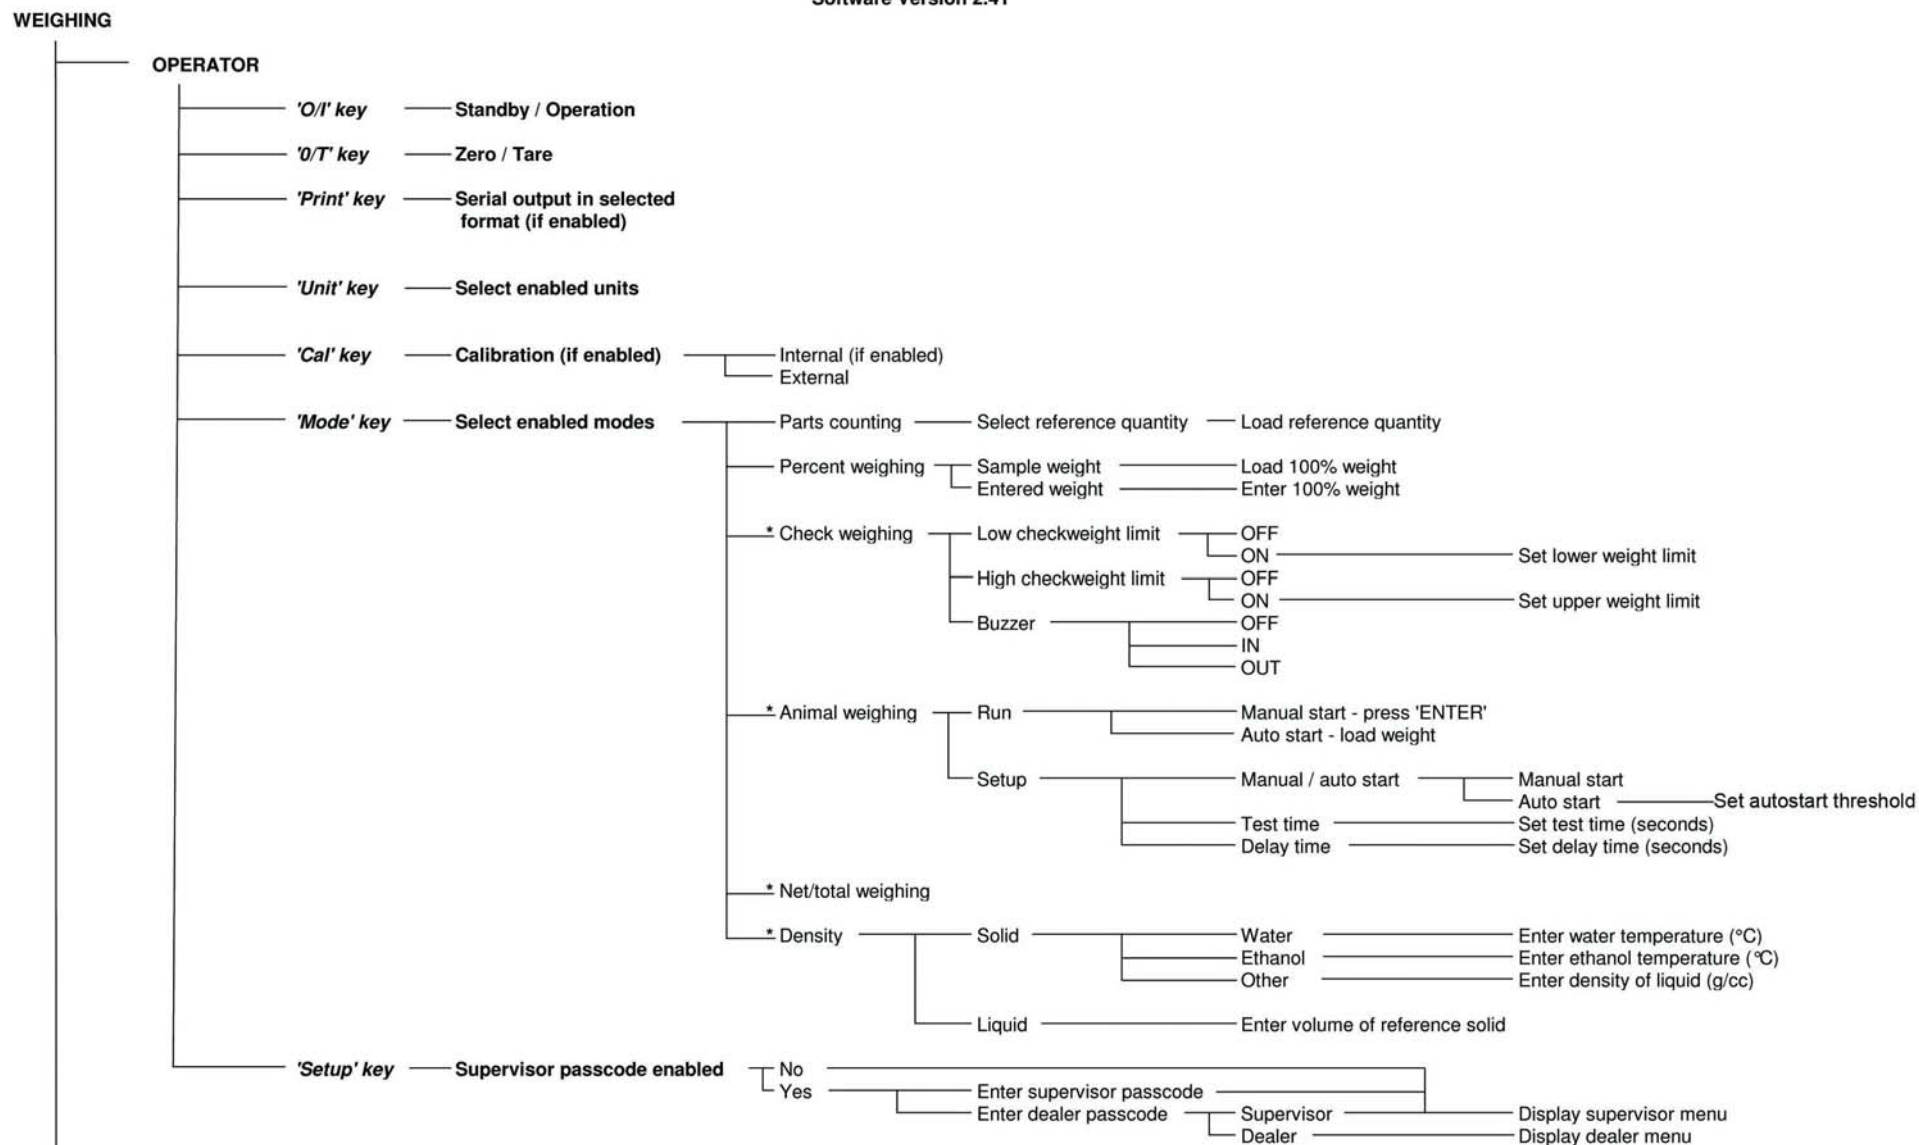 Software Version 2.41
WEIGHING
OPERATOR
'O/I' key Standby / Operation
'0/T' key Zero / Tare
'Print' key Serial output in selected
format (if enabled)
'Unit' key Select enabled units
'Cal' key Calibration (if enabled) Internal (if enabled)
External
'Mode' key Select enabled modes Parts counting Select reference quantity Load reference quantity
Percent weighing Sample weight Load 100% weight
Entered weight Enter 100% weight
* Check weighing Low checkweight limit OFF
ON Set lower weight limit
High checkweight limit OFF
ON Set upper weight limit
Buzzer OFF
IN
OUT
* Animal weighing Run Manual start - press 'ENTER'
Auto start - load weight
Setup Manual / auto start Manual start
Auto start Set autostart threshold
Test time Set test time (seconds)
Delay time Set delay time (seconds)
* Net/total weighing
* Density Solid Water Enter water temperature (°C)
Ethanol Enter ethanol temperature (°C)
Other Enter density of liquid (g/cc)
Liquid Enter volume of reference solid
'Setup' key Supervisor passcode enabled No
Yes Enter supervisor passcode
Enter dealer passcode Supervisor Display supervisor menu
Dealer Display dealer menu